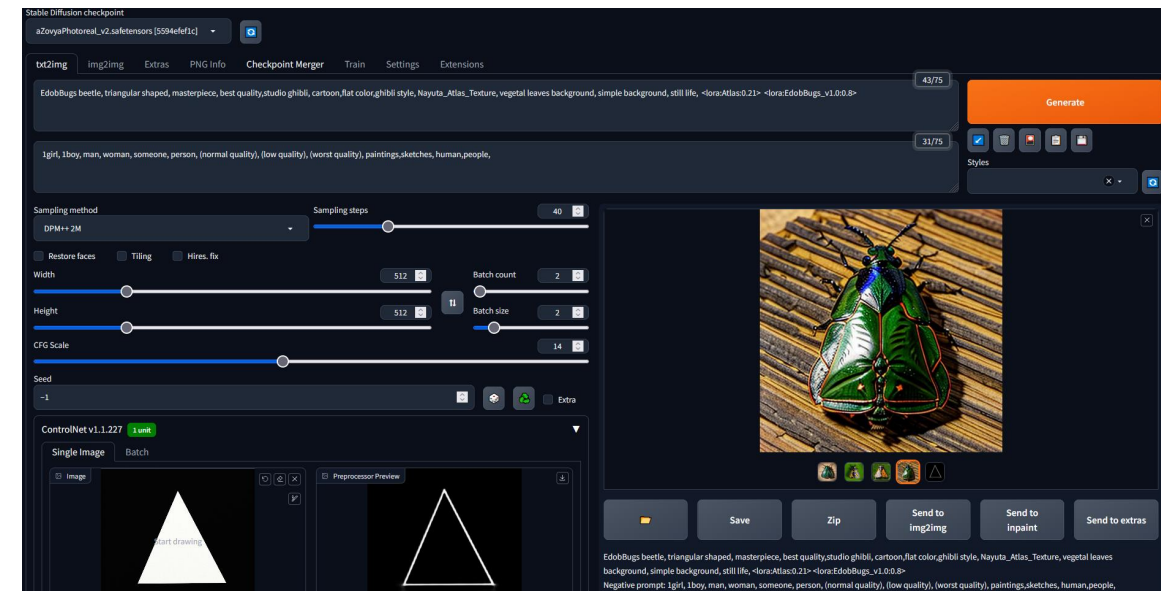 Stable Diffusion checkpoint
aZovyaPhotoreal_v2.safetensors [5594efef1c]
txt2img img2img Extras PNG Info Checkpoint Merger Train Settings Extensions
43/75
EdobBugs beetle, triangular shaped, masterpiece, best quality,studio ghibli, cartoon,flat color,ghibli style, Nayuta_Atlas_Texture, vegetal leaves background, simple background, still life, <lora:Atlas:0.21> <lora:EdobBugs_v1.0:0.8>
Generate
31/75
1girl, 1boy, man, woman, someone, person, (normal quality), (low quality), (worst quality), paintings,sketches, human,people,
Styles
Sampling method
DPM++ 2M
Sampling steps
40
Restore faces Tiling Hires. fix
Width
512
Batch count
2
Height
512
Batch size
2
CFG Scale
14
Seed
-1
Extra
ControlNet v1.1.227 1 unit
Single Image Batch
Image
Start drawing
Preprocessor Preview
Save Zip Send to img2img Send to inpaint Send to extras
EdobBugs beetle, triangular shaped, masterpiece, best quality,studio ghibli, cartoon,flat color,ghibli style, Nayuta_Atlas_Texture, vegetal leaves
background, simple background, still life, <lora:Atlas:0.21> <lora:EdobBugs_v1.0:0.8>
Negative prompt: 1girl, 1boy, man, woman, someone, person, (normal quality), (low quality), (worst quality), paintings,sketches, human,people,